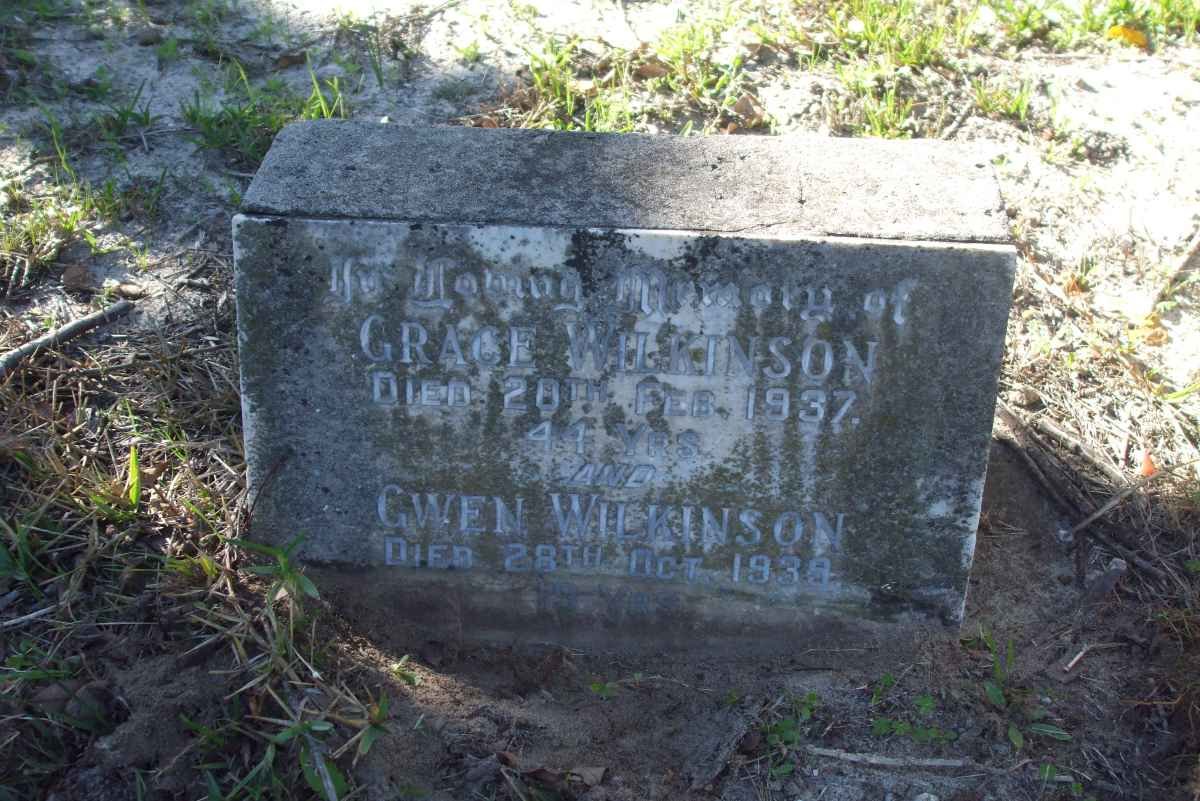 In Loving Memory of
GRACE WILKINSON
DIED 20TH FEB 1937.
44 YRS
AND
GWEN WILKINSON
DIED 28TH OCT. 1939
YRS